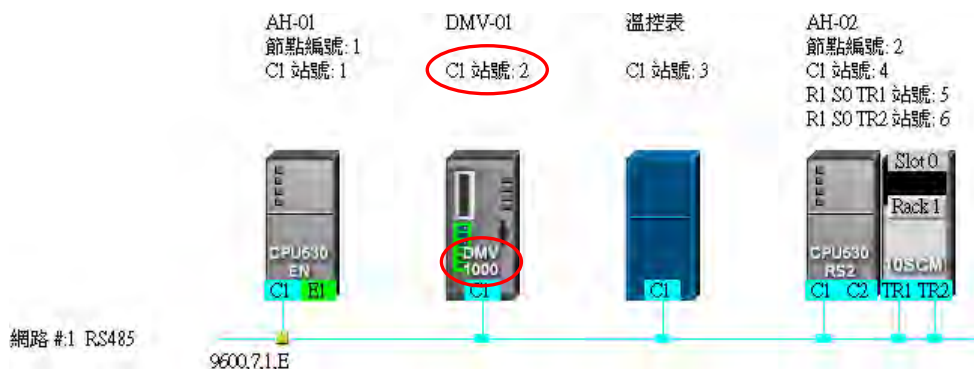 AH-01
節點編號: 1
C1 站號: 1
DMV-01
C1 站號: 2
溫控表
C1 站號: 3
AH-02
節點編號: 2
C1 站號: 4
R1 S0 TR1 站號: 5
R1 S0 TR2 站號: 6
CPU530
EN
C1 E1
DMV
1000
C1
C1
CPU530
RS2
C1 C2
Slot 0
Rack 1
10SCM
TR1 TR2
網路 #:1 RS485
9600,7,1,E